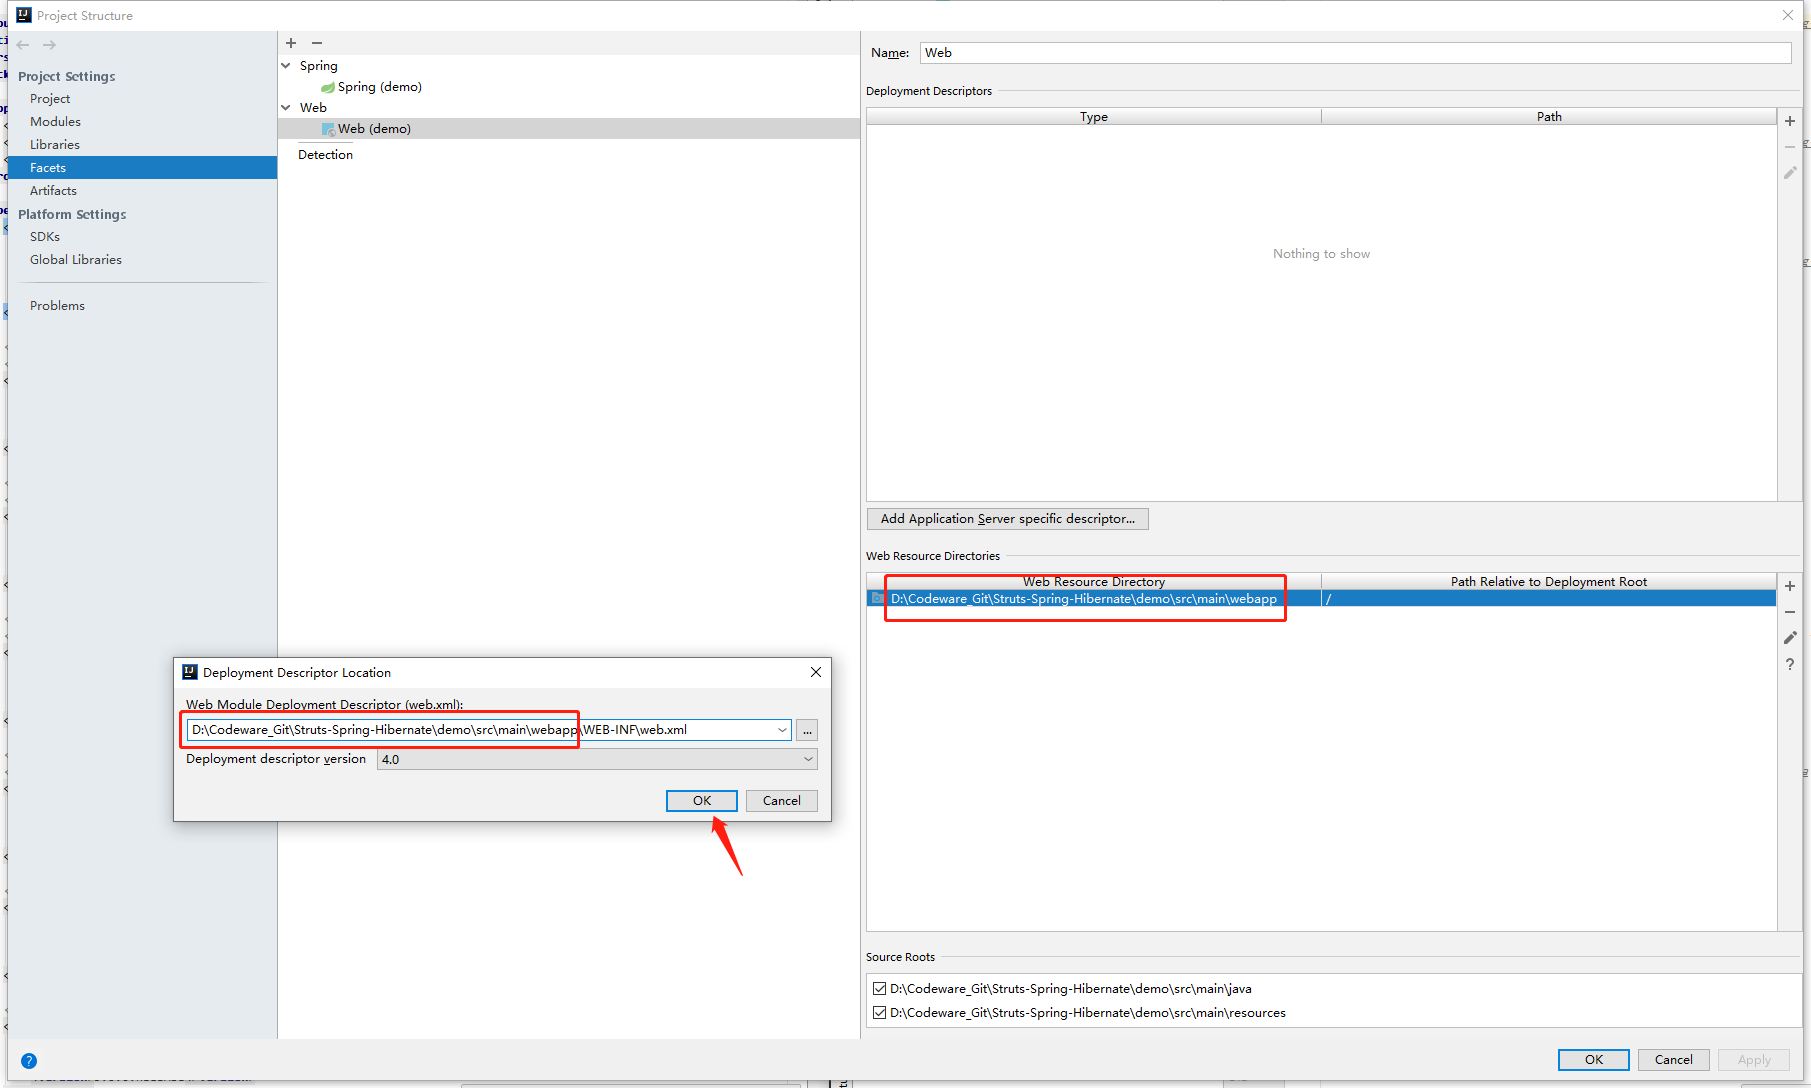 Project Structure
Project Settings
Project
Modules
Libraries
Facets
Artifacts
Platform Settings
SDKs
Global Libraries
Problems
Spring
Spring (demo)
Web
Web (demo)
Detection
Name: Web
Deployment Descriptors
Type Path
Nothing to show
Add Application Server specific descriptor...
Web Resource Directories
Web Resource Directory Path Relative to Deployment Root
D:\Codeware_Git\Struts-Spring-Hibernate\demo\src\main\webapp /
Deployment Descriptor Location
Web Module Deployment Descriptor (web.xml):
D:\Codeware_Git\Struts-Spring-Hibernate\demo\src\main\webapp\WEB-INF\web.xml ...
Deployment descriptor version 4.0
OK Cancel
Source Roots
D:\Codeware_Git\Struts-Spring-Hibernate\demo\src\main\java
D:\Codeware_Git\Struts-Spring-Hibernate\demo\src\main\resources
OK Cancel Apply